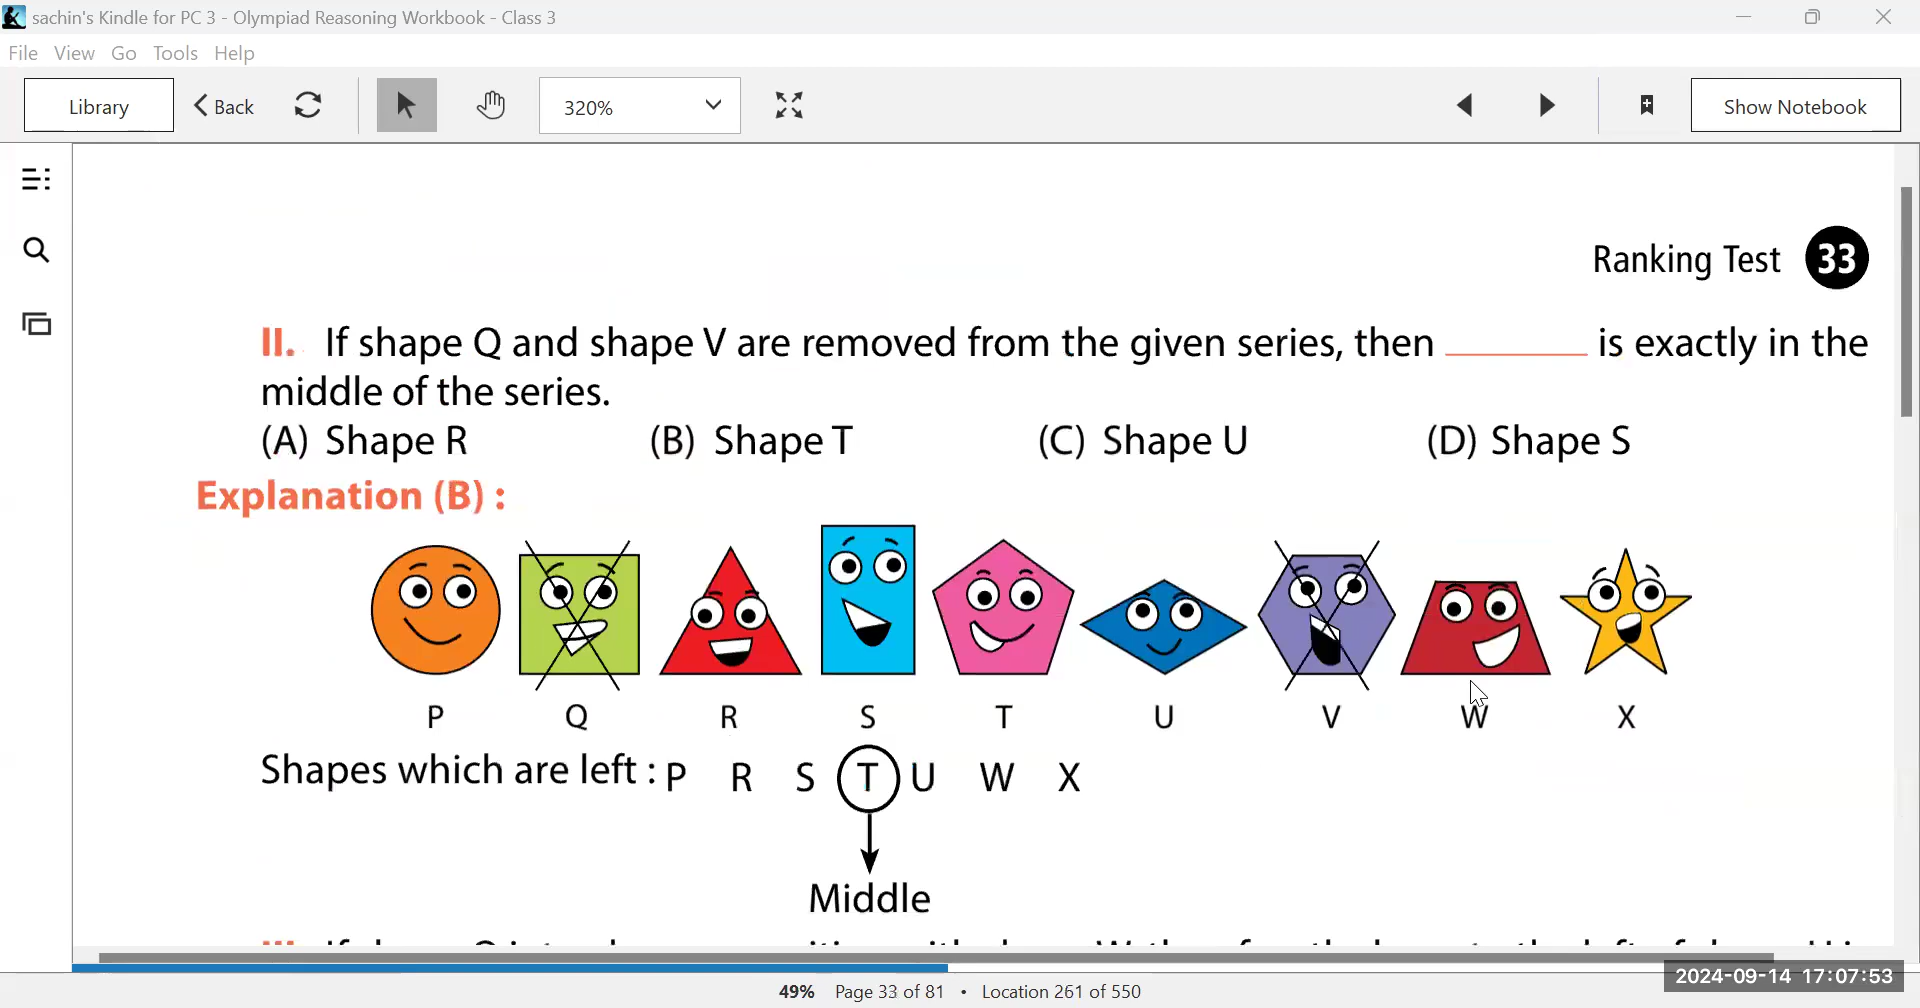 sachin's Kindle for PC 3 - Olympiad Reasoning Workbook - Class 3
File View Go Tools Help
Library Back 320% Show Notebook
Ranking Test 33
II. If shape Q and shape V are removed from the given series, then ________ is exactly in the
middle of the series.
(A) Shape R (B) Shape T (C) Shape U (D) Shape S
Explanation (B) :
P Q R S T U V W X
Shapes which are left : P R S T U W X
Middle
49% Page 33 of 81 • Location 261 of 550
2024-09-14 17:07:53